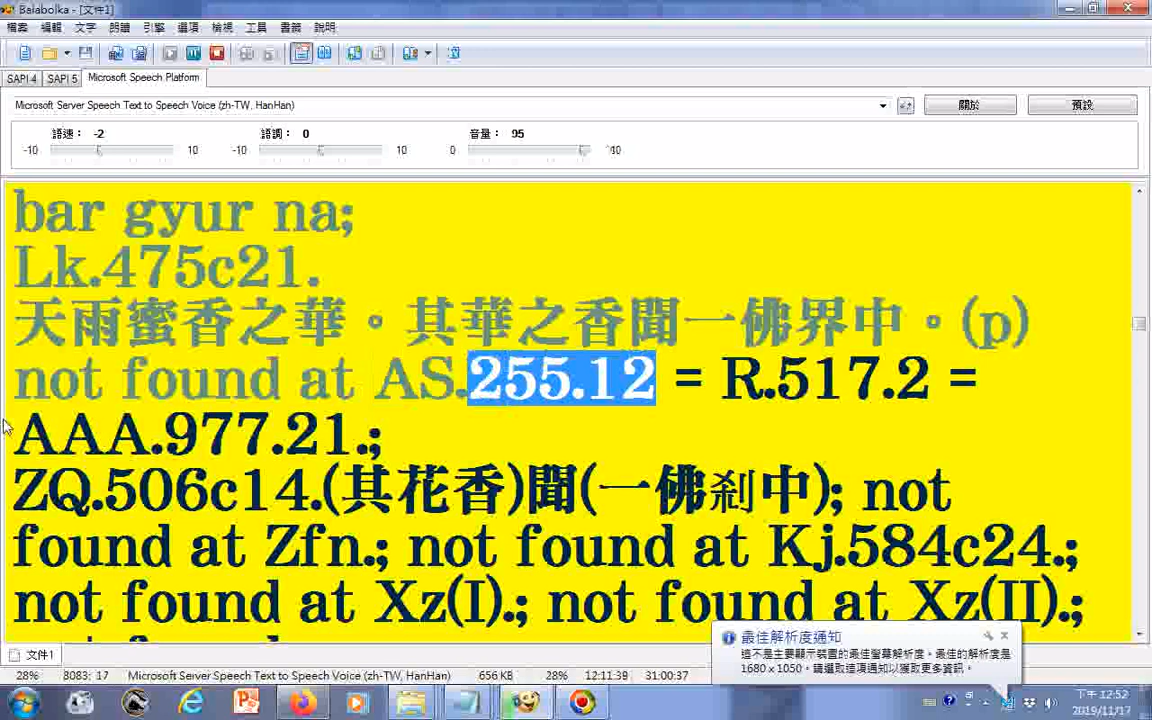 Balabolka - [文件1]
檔案 編輯 文字 朗讀 引擎 選項 檢視 工具 書籤 說明
SAPI 4 SAPI 5 Microsoft Speech Platform
Microsoft Server Speech Text to Speech Voice (zh-TW, HanHan) 關於 預設
語速： -2 語調： 0 音量： 95
-10 10 -10 10 0
bar gyur na;
Lk.475c21.
天雨蜜香之華。其華之香聞一佛界中。(p)
not found at AS.255.12 = R.517.2 =
AAA.977.21.;
ZQ.506c14.(其花香)聞(一佛剎中); not
found at Zfn.; not found at Kj.584c24.;
not found at Xz(I).; not found at Xz(II).;
最佳解析度通知
這不是主要顯示裝置的最佳螢幕解析度。最佳的解析度是
1680 x 1050。請選取這項通知以獲取更多資訊。
文件1
28% 8083: 17 Microsoft Server Speech Text to Speech Voice (zh-TW, HanHan) 656 KB 28% 12:11:39 31:00:37
下午 12:52
2019/11/17